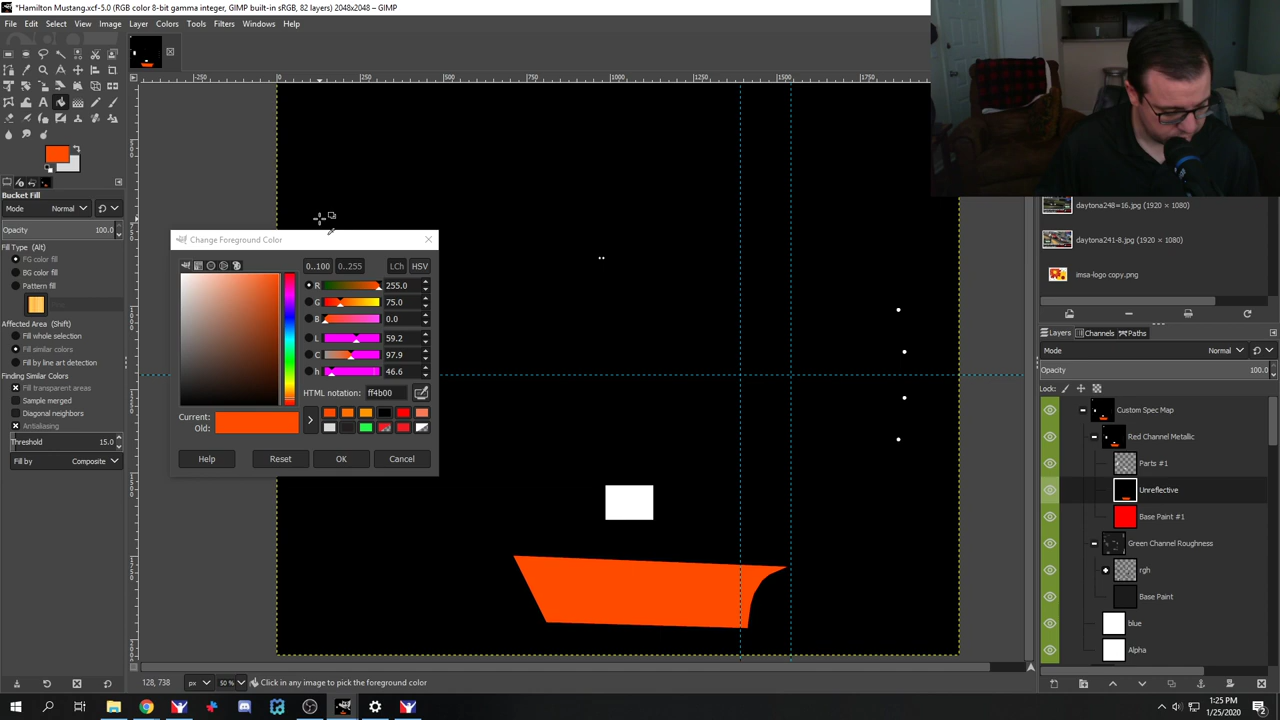 *Hamilton Mustang.xcf-5.0 (RGB color 8-bit gamma integer, GIMP built-in sRGB, 82 layers) 2048x2048 – GIMP
File Edit Select View Image Layer Colors Tools Filters Windows Help
-250 0 250 500 750 1000 1250 1500 1750
Bucket Fill
Mode Normal
Opacity 100.0
Fill Type (Alt)
FG color fill
BG color fill
Pattern fill
Affected Area (Shift)
Fill whole selection
Fill similar colors
Fill by line art detection
Finding Similar Colors
Fill transparent areas
Sample merged
Diagonal neighbors
Antialiasing
Threshold 15.0
Fill by Composite
Change Foreground Color
0..100 0..255 LCh HSV
R 255.0
G 75.0
B 0.0
L 59.2
C 97.9
h 46.6
HTML notation: ff4b00
Current:
Old:
Help Reset OK Cancel
daytona248=16.jpg (1920 × 1080)
daytona241-8.jpg (1920 × 1080)
imsa-logo copy.png
Layers Channels Paths
Mode Normal
Opacity 100.0
Lock:
Custom Spec Map
Red Channel Metallic
Parts #1
Unreflective
Base Paint #1
Green Channel Roughness
rgh
Base Paint
blue
Alpha
128, 738 px 50 % Click in any image to pick the foreground color
1:25 PM
1/25/2020